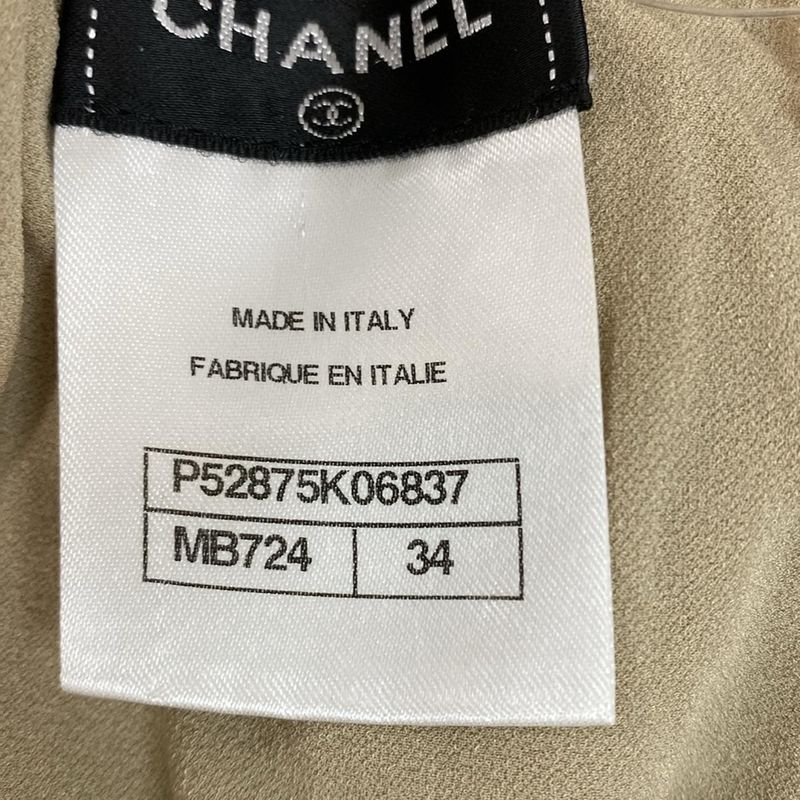 CHANEL
MADE IN ITALY
FABRIQUE EN ITALIE
P52875K06837
MB724 34